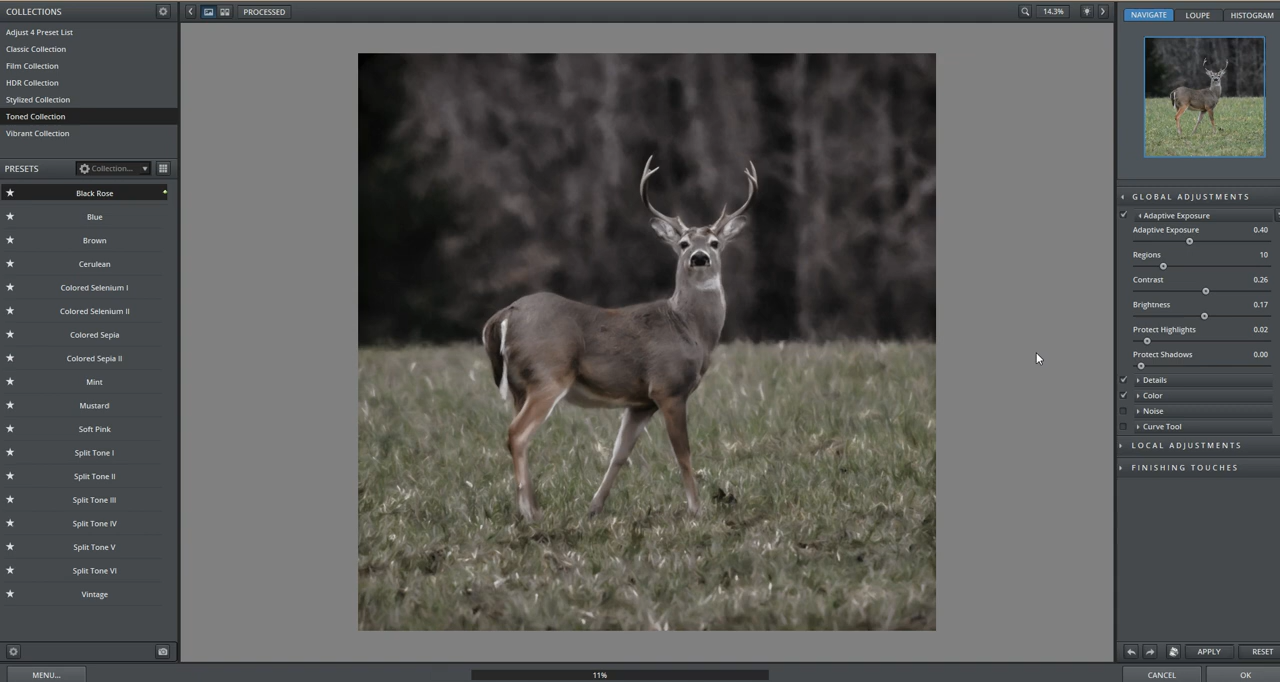 COLLECTIONS
Adjust 4 Preset List
Classic Collection
Film Collection
HDR Collection
Stylized Collection
Toned Collection
Vibrant Collection
PRESETS
Collection...
Black Rose
Blue
Brown
Cerulean
Colored Selenium I
Colored Selenium II
Colored Sepia
Colored Sepia II
Mint
Mustard
Soft Pink
Split Tone I
Split Tone II
Split Tone III
Split Tone IV
Split Tone V
Split Tone VI
Vintage
MENU...
PROCESSED
14.3%
11%
NAVIGATE LOUPE HISTOGRAM
GLOBAL ADJUSTMENTS
Adaptive Exposure
Adaptive Exposure 0.40
Regions 10
Contrast 0.26
Brightness 0.17
Protect Highlights 0.02
Protect Shadows 0.00
Details
Color
Noise
Curve Tool
LOCAL ADJUSTMENTS
FINISHING TOUCHES
APPLY RESET
CANCEL OK